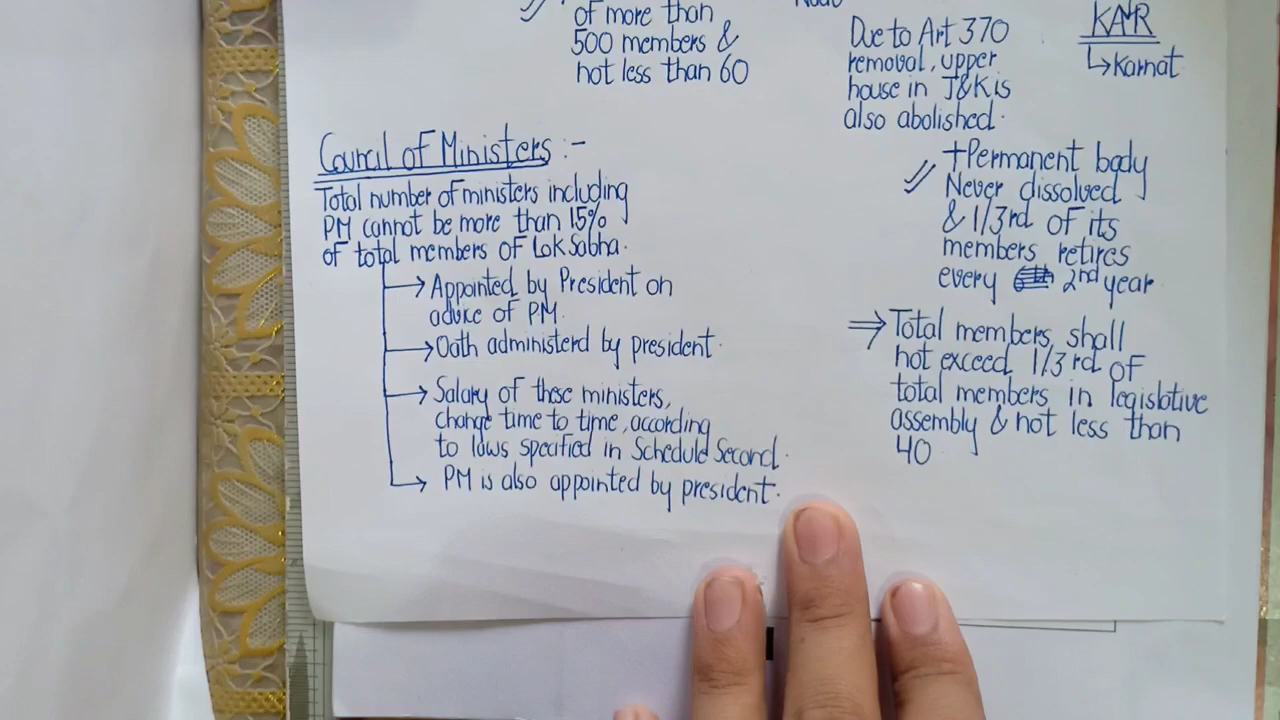 of more than
500 members &
not less than 60
Council of Ministers :-
Total number of ministers including
PM cannot be more than 15%
of total members of Lok Sabha.
Appointed by President on
advice of PM.
Oath administerd by president.
Salary of these ministers,
change time to time, according
to laws specified in Schedule Second.
PM is also appointed by president.
Due to Art 370
removal, upper
house in J&K is
also abolished.
+Permanent body
Never dissolved
& 1/3rd of its
members retires
every 2nd year
Total members shall
not exceed 1/3rd of
total members in legislative
assembly & not less than
40
Karnat